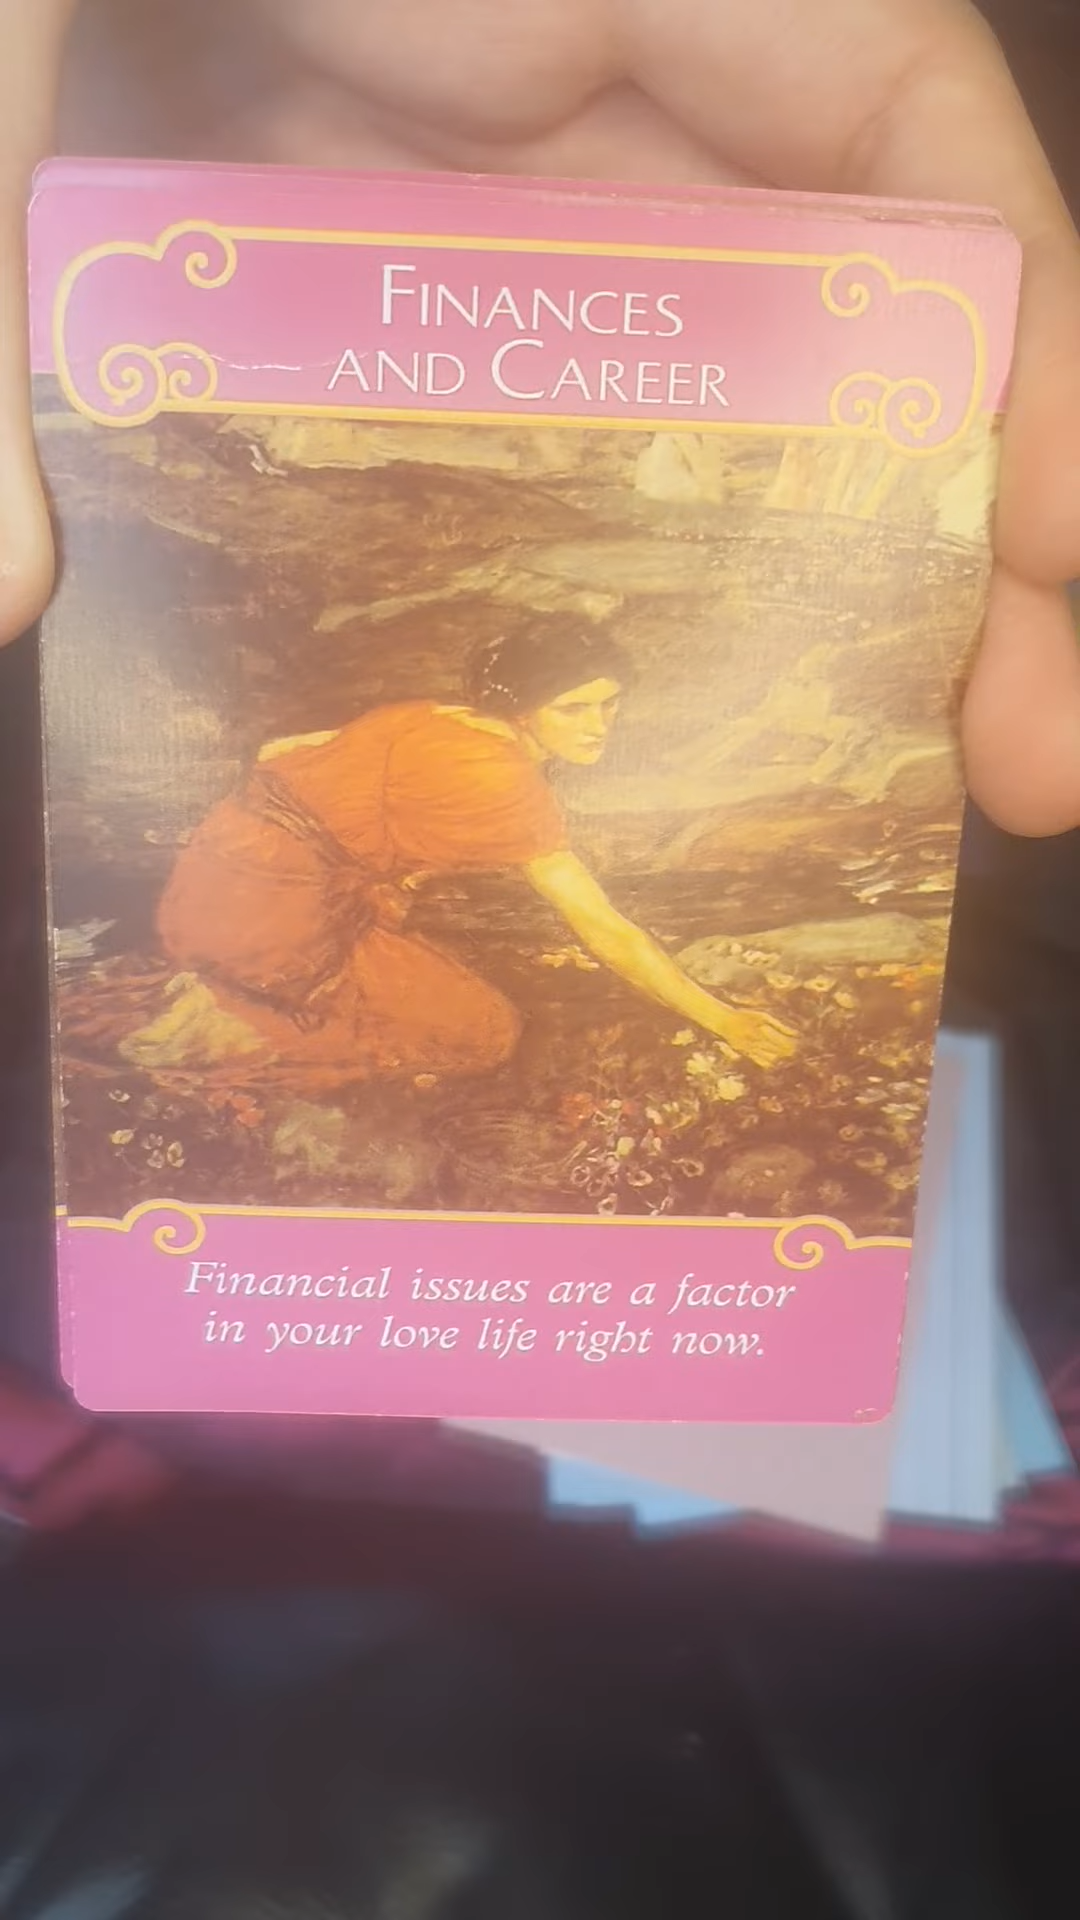 FINANCES
AND CAREER
Financial issues are a factor
in your love life right now.